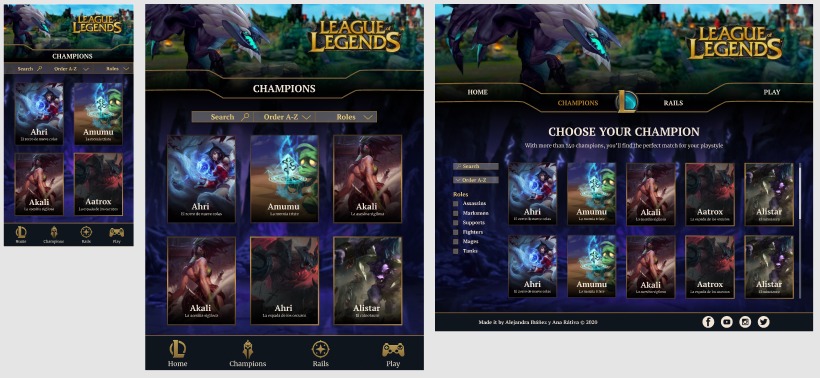 LEAGUE OF LEGENDS
CHAMPIONS
Search Order A-Z Roles
Ahri Amumu
El zorro de nueve colas La momia triste
Akali Aatrox
La asesina sigilosa La espada de los oscuros
Home Champions Rails Play
LEAGUE OF LEGENDS
CHAMPIONS
Search Order A-Z Roles
Ahri Amumu Akali
El zorro de nueve colas La momia triste La asesina sigilosa
Akali Ahri Alistar
La asesina sigilosa La espada de los oscuros El minotauro
Home Champions Rails Play
LEAGUE OF LEGENDS
HOME CHAMPIONS RAILS PLAY
CHOOSE YOUR CHAMPION
With more than 140 champions, you'll find the perfect match for your playstyle
Search
Order A-Z
Roles
Assasins
Marksmen
Supports
Fighters
Mages
Tanks
Ahri Amumu Akali Aatrox Alistar
El zorro de nueve colas La momia triste La asesina sigilosa La espada de los oscuros El minotauro
Ahri Amumu Akali Aatrox Alistar
El zorro de nueve colas La momia triste La asesina sigilosa La espada de los oscuros El minotauro
Made it by Alejandra Ibáñez y Ana Rátiva © 2020